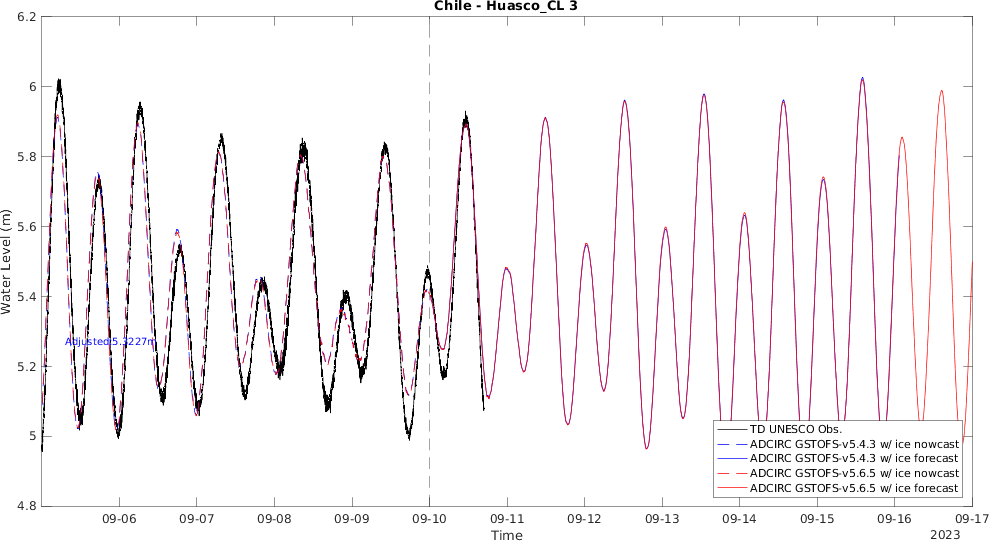 Chile - Huasco_CL 3
6.2
6
5.8
5.6
5.4
5.2
5
4.8
Water Level (m)
Adjusted:5.3227m
TD UNESCO Obs.
ADCIRC GSTOFS-v5.4.3 w/ ice nowcast
ADCIRC GSTOFS-v5.4.3 w/ ice forecast
ADCIRC GSTOFS-v5.6.5 w/ ice nowcast
ADCIRC GSTOFS-v5.6.5 w/ ice forecast
09-06 09-07 09-08 09-09 09-10 09-11 09-12 09-13 09-14 09-15 09-16 09-17
Time
2023